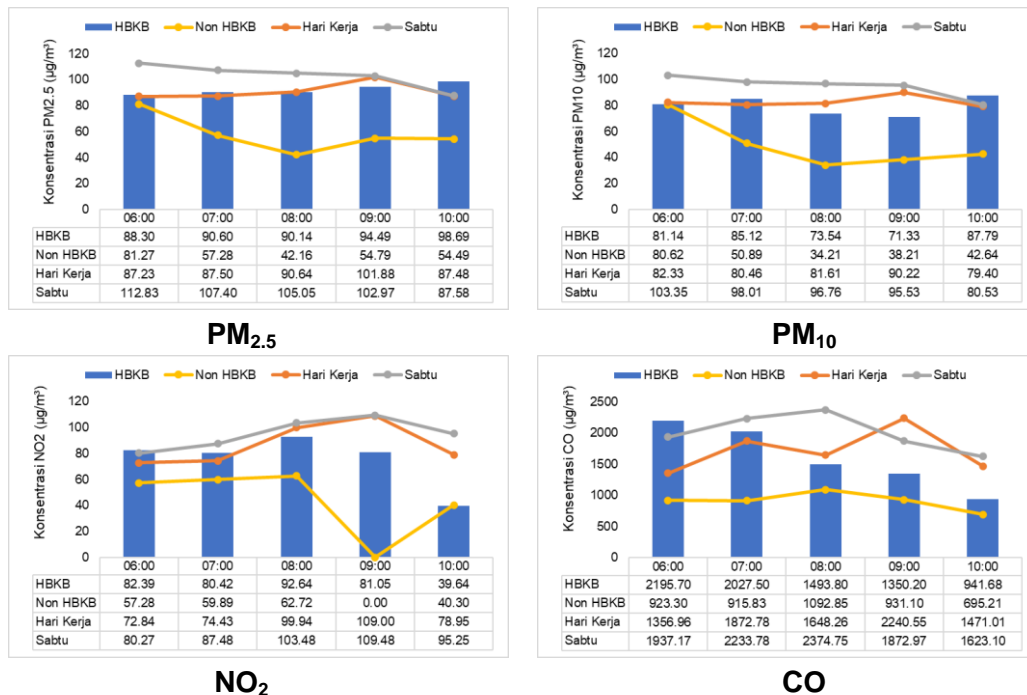 HBKB Non HBKB Hari Kerja Sabtu
Konsentrasi PM2.5 (µg/m³)
120
100
80
60
40
20
0
06:00 07:00 08:00 09:00 10:00
HBKB 88.30 90.60 90.14 94.49 98.69
Non HBKB 81.27 57.28 42.16 54.79 54.49
Hari Kerja 87.23 87.50 90.64 101.88 87.48
Sabtu 112.83 107.40 105.05 102.97 87.58
PM2.5
HBKB Non HBKB Hari Kerja Sabtu
Konsentrasi PM10 (µg/m³)
120
100
80
60
40
20
0
06:00 07:00 08:00 09:00 10:00
HBKB 81.14 85.12 73.54 71.33 87.79
Non HBKB 80.62 50.89 34.21 38.21 42.64
Hari Kerja 82.33 80.46 81.61 90.22 79.40
Sabtu 103.35 98.01 96.76 95.53 80.53
PM10
HBKB Non HBKB Hari Kerja Sabtu
Konsentrasi NO2 (µg/m³)
120
100
80
60
40
20
0
06:00 07:00 08:00 09:00 10:00
HBKB 82.39 80.42 92.64 81.05 39.64
Non HBKB 57.28 59.89 62.72 0.00 40.30
Hari Kerja 72.84 74.43 99.94 109.00 78.95
Sabtu 80.27 87.48 103.48 109.48 95.25
NO2
HBKB Non HBKB Hari Kerja Sabtu
Konsentrasi CO (µg/m³)
2500
2000
1500
1000
500
0
06:00 07:00 08:00 09:00 10:00
HBKB 2195.70 2027.50 1493.80 1350.20 941.68
Non HBKB 923.30 915.83 1092.85 931.10 695.21
Hari Kerja 1356.96 1872.78 1648.26 2240.55 1471.01
Sabtu 1937.17 2233.78 2374.75 1872.97 1623.10
CO